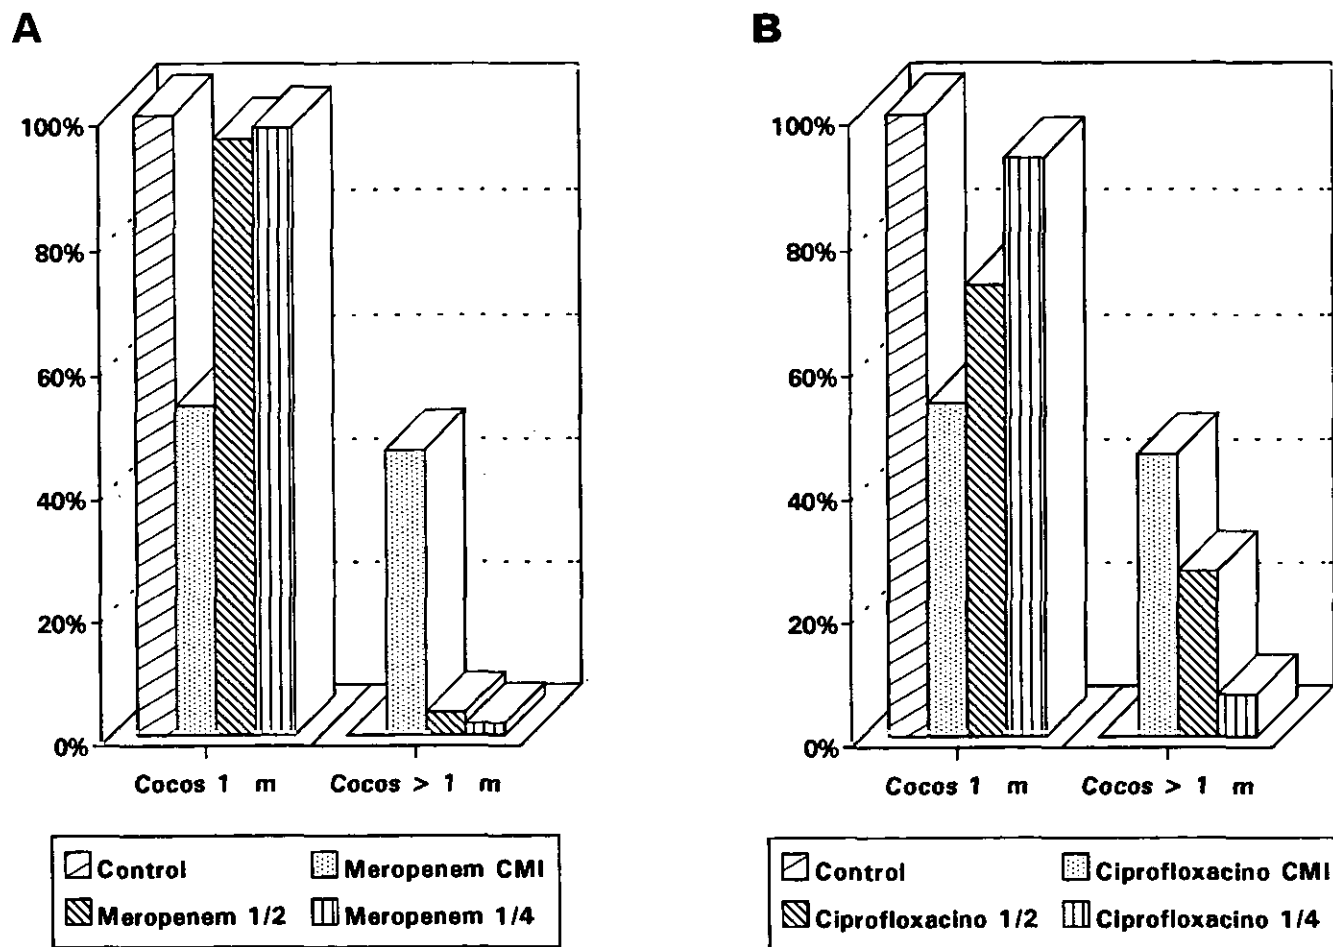 A
100%
80%
60%
40%
20%
0%
Cocos 1 m
Cocos > 1 m
Control
Meropenem CMI
Meropenem 1/2
Meropenem 1/4
B
100%
80%
60%
40%
20%
0%
Cocos 1 m
Cocos > 1 m
Control
Ciprofloxacino CMI
Ciprofloxacino 1/2
Ciprofloxacino 1/4